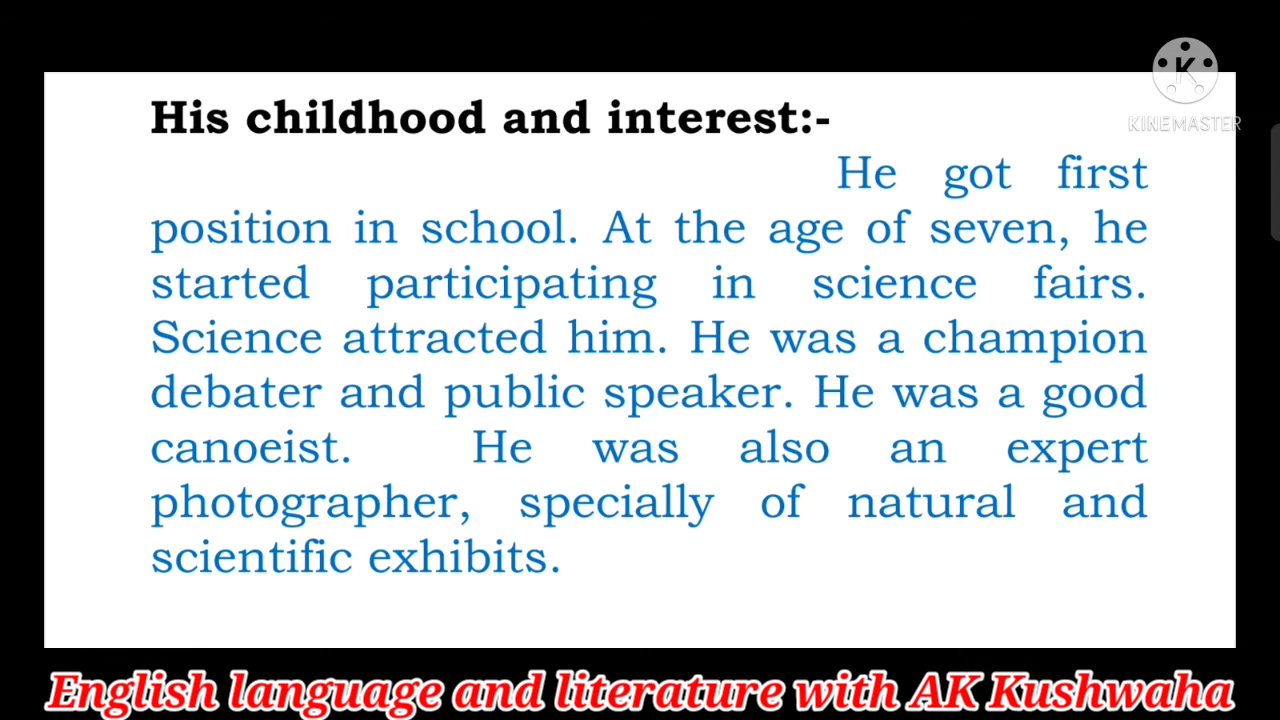 K
KINEMASTER
His childhood and interest:-
He got first
position in school. At the age of seven, he
started participating in science fairs.
Science attracted him. He was a champion
debater and public speaker. He was a good
canoeist. He was also an expert
photographer, specially of natural and
scientific exhibits.
English language and literature with AK Kushwaha